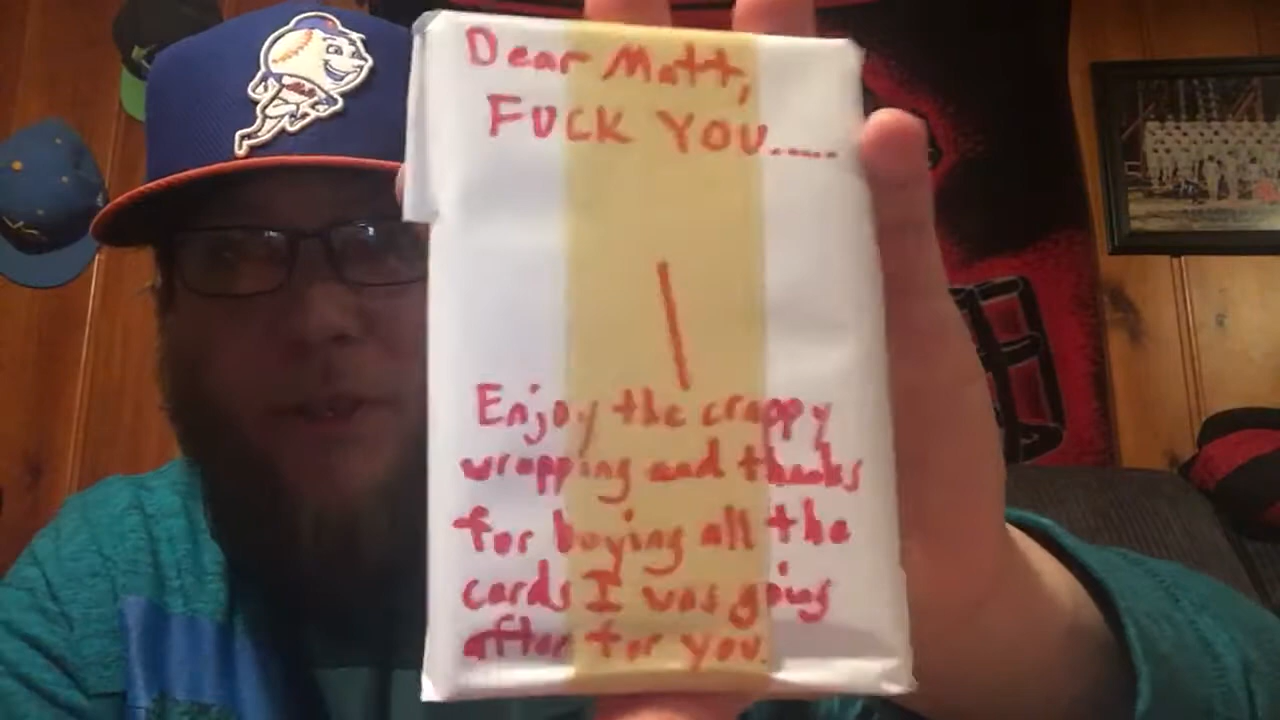 Dear Matt,
FUCK YOU.....
Enjoy the crappy
wrapping and thanks
for buying all the
cards I was going
after for you.